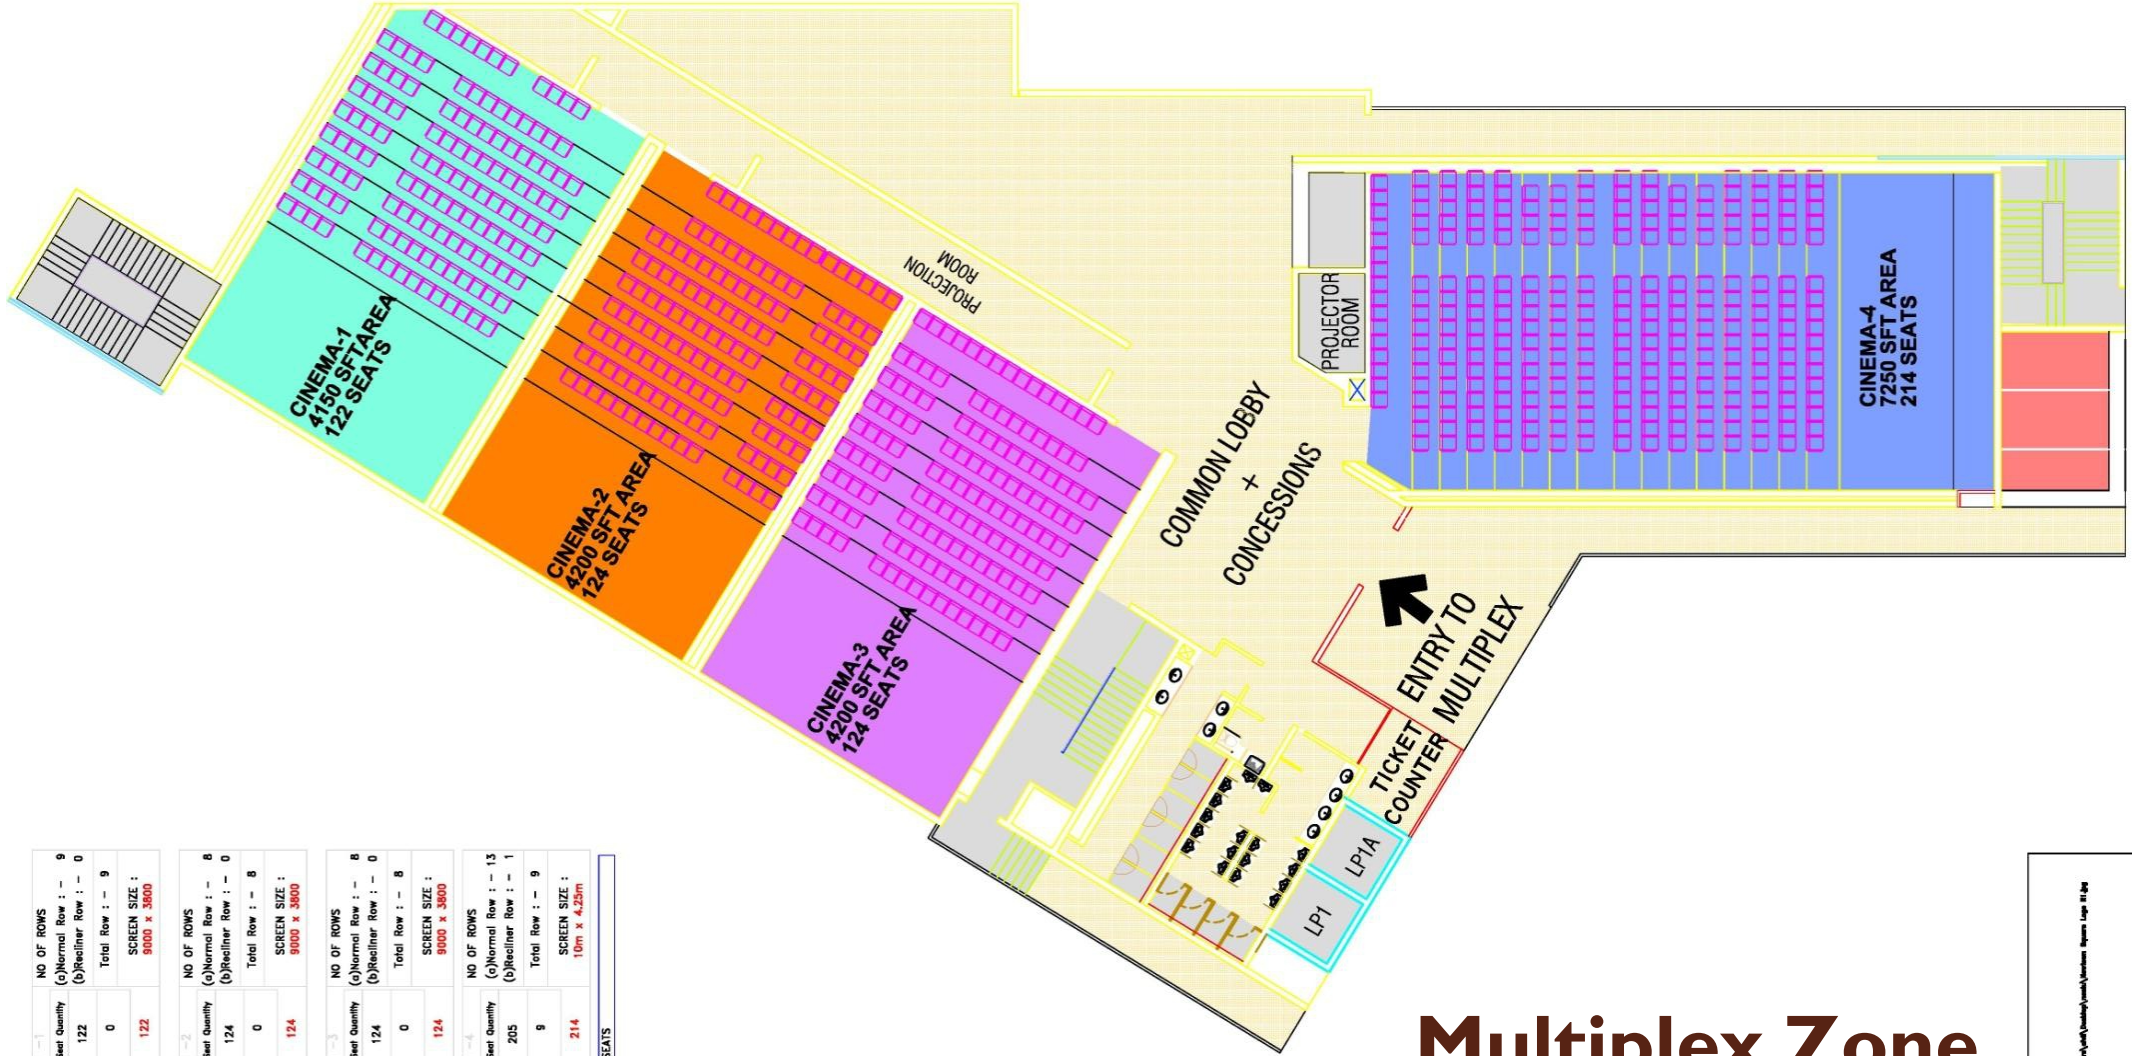 CINEMA-1
4150 SFT AREA
122 SEATS
CINEMA-2
4200 SFT AREA
124 SEATS
CINEMA-3
4200 SFT AREA
124 SEATS
PROJECTION
ROOM
PROJECTOR
ROOM
CINEMA-4
7250 SFT AREA
214 SEATS
COMMON LOBBY
+
CONCESSIONS
ENTRY TO
MULTIPLEX
TICKET
COUNTER
LP1A
LP1
-1
NO OF ROWS
Seat Quantity
(a)Normal Row : - 9
122
(b)Recliner Row : - 0
0
Total Row : - 9
122
SCREEN SIZE :
9000 x 3800
-2
NO OF ROWS
Seat Quantity
(a)Normal Row : - 8
124
(b)Recliner Row : - 0
0
Total Row : - 8
124
SCREEN SIZE :
9000 x 3800
-3
NO OF ROWS
Seat Quantity
(a)Normal Row : - 8
124
(b)Recliner Row : - 0
0
Total Row : - 8
124
SCREEN SIZE :
9000 x 3800
-4
NO OF ROWS
Seat Quantity
(a)Normal Row : - 13
205
(b)Recliner Row : - 1
9
Total Row : - 9
214
SCREEN SIZE :
10m x 4.25m
SEATS
Multiplex Zone